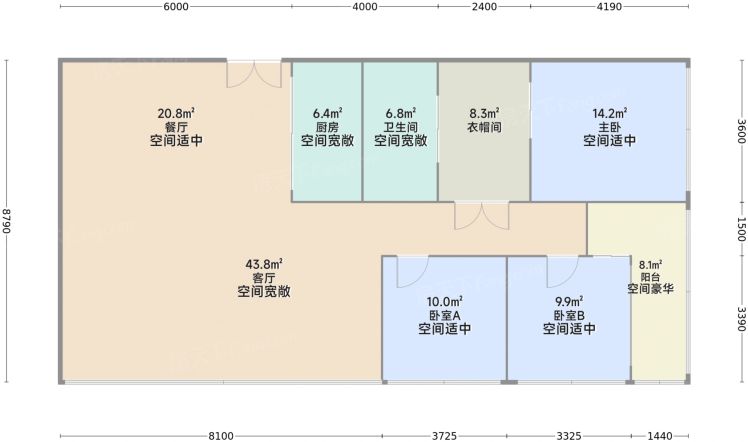 6000
4000
2400
4190
20.8㎡
餐厅
空间适中
6.4㎡
厨房
空间宽敞
6.8㎡
卫生间
空间宽敞
8.3㎡
衣帽间
14.2㎡
主卧
空间适中
3600
8790
1500
43.8㎡
客厅
空间宽敞
8.1㎡
阳台
空间豪华
10.0㎡
卧室A
空间适中
9.9㎡
卧室B
空间适中
3390
8100
3725
3325
1440